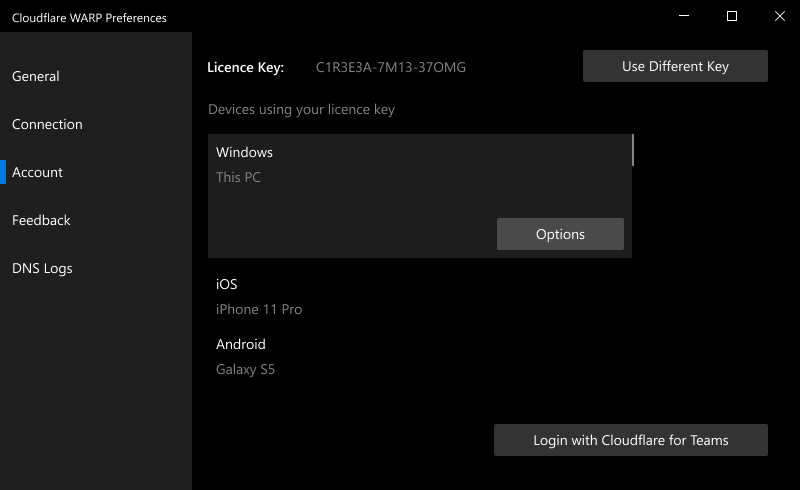 Cloudflare WARP Preferences
General
Connection
Account
Feedback
DNS Logs
Licence Key: C1R3E3A-7M13-37OMG
Use Different Key
Devices using your licence key
Windows
This PC
Options
iOS
iPhone 11 Pro
Android
Galaxy S5
Login with Cloudflare for Teams